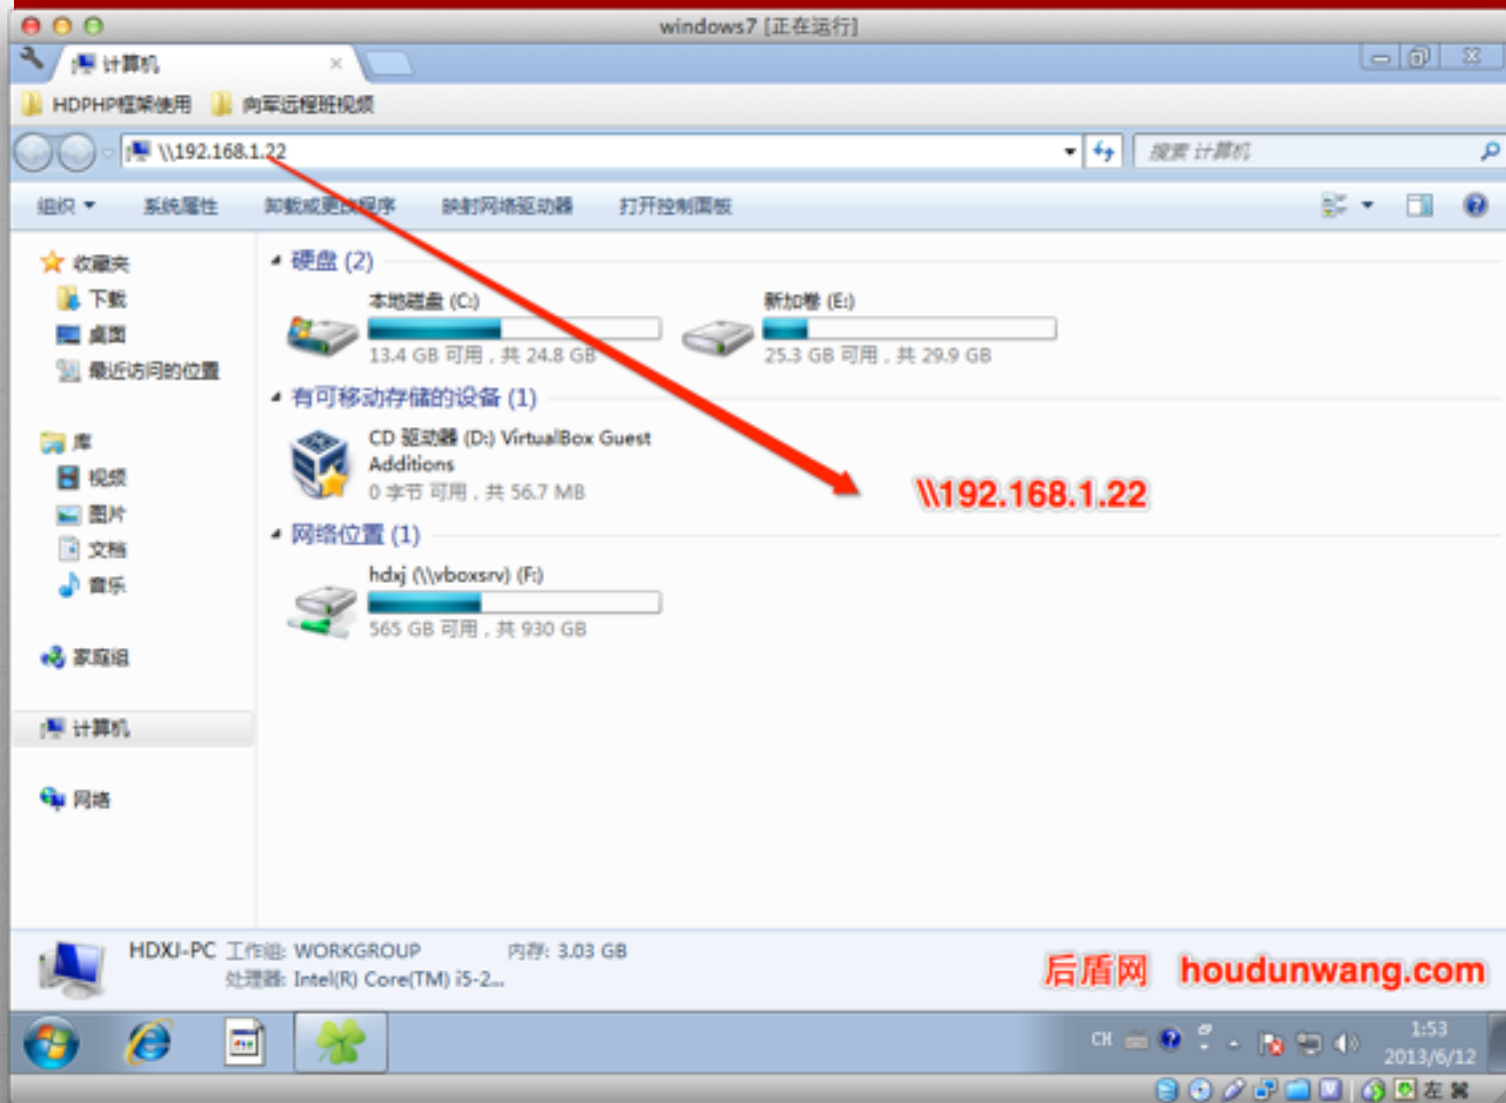 windows7 [正在运行]
计算机
HDPHP框架使用 向军远程班视频
\\192.168.1.22 搜索 计算机
组织 系统属性 卸载或更改程序 映射网络驱动器 打开控制面板
收藏夹
下载
桌面
最近访问的位置
库
视频
图片
文档
音乐
家庭组
计算机
网络
硬盘 (2)
本地磁盘 (C:)
13.4 GB 可用，共 24.8 GB
新加卷 (E:)
25.3 GB 可用，共 29.9 GB
有可移动存储的设备 (1)
CD 驱动器 (D:) VirtualBox Guest
Additions
0 字节 可用，共 56.7 MB
\\192.168.1.22
网络位置 (1)
hdxj (\\vboxsrv) (F:)
565 GB 可用，共 930 GB
HDXJ-PC 工作组: WORKGROUP 内存: 3.03 GB
处理器: Intel(R) Core(TM) i5-2...
后盾网 houdunwang.com
CH 1:53
2013/6/12
左 ⌘